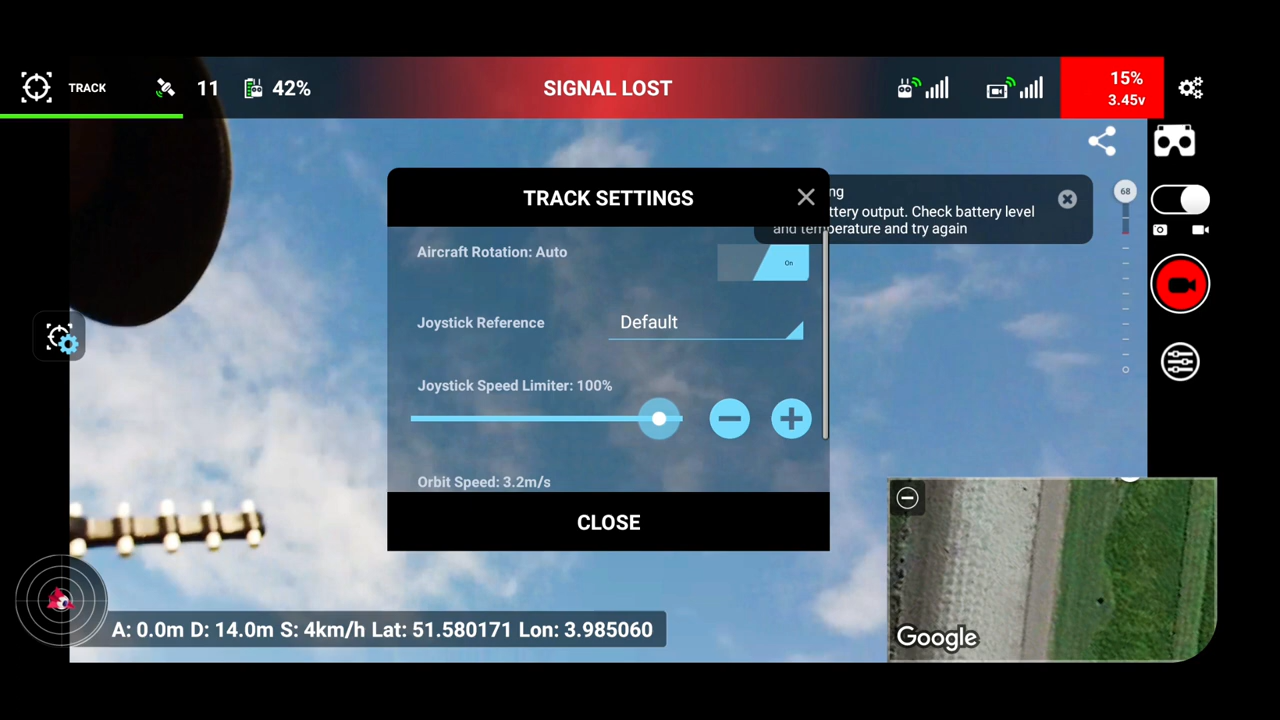 TRACK
11
42%
SIGNAL LOST
15%
3.45v
TRACK SETTINGS
ttery output. Check battery level
and temperature and try again
68
Aircraft Rotation: Auto
On
Joystick Reference
Default
Joystick Speed Limiter: 100%
Orbit Speed: 3.2m/s
CLOSE
A: 0.0m D: 14.0m S: 4km/h Lat: 51.580171 Lon: 3.985060
Google